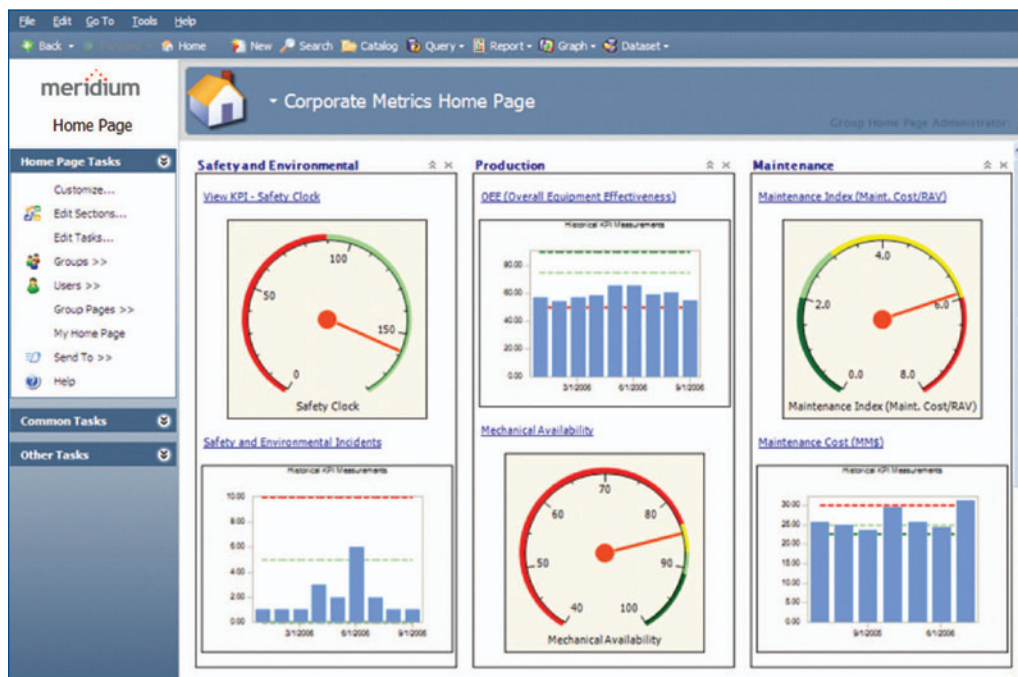 File Edit Go To Tools Help
Back Forward Home New Search Catalog Query Report Graph Dataset
meridium
Home Page
Corporate Metrics Home Page
Group Home Page Administrator
Home Page Tasks
Customize...
Edit Sections...
Edit Tasks...
Groups >>
Users >>
Group Pages >>
My Home Page
Send To >>
Help
Common Tasks
Other Tasks
Safety and Environmental
View KPI - Safety Clock
0
50
100
150
Safety Clock
Safety and Environmental Incidents
Historical KPI Measurements
10.00
8.00
6.00
4.00
2.00
0.00
3/1/2006 6/1/2006 9/1/2006
Production
OEE (Overall Equipment Effectiveness)
Historical KPI Measurements
80.00
60.00
40.00
20.00
0.00
3/1/2006 6/1/2006 9/1/2006
Mechanical Availability
40
50
60
70
80
90
100
Mechanical Availability
Maintenance
Maintenance Index (Maint. Cost/RAV)
0.0
2.0
4.0
6.0
8.0
Maintenance Index (Maint. Cost/RAV)
Maintenance Cost (MM$)
Historical KPI Measurements
30.00
25.00
20.00
15.00
10.00
5.00
0.00
9/1/2005 6/1/2006